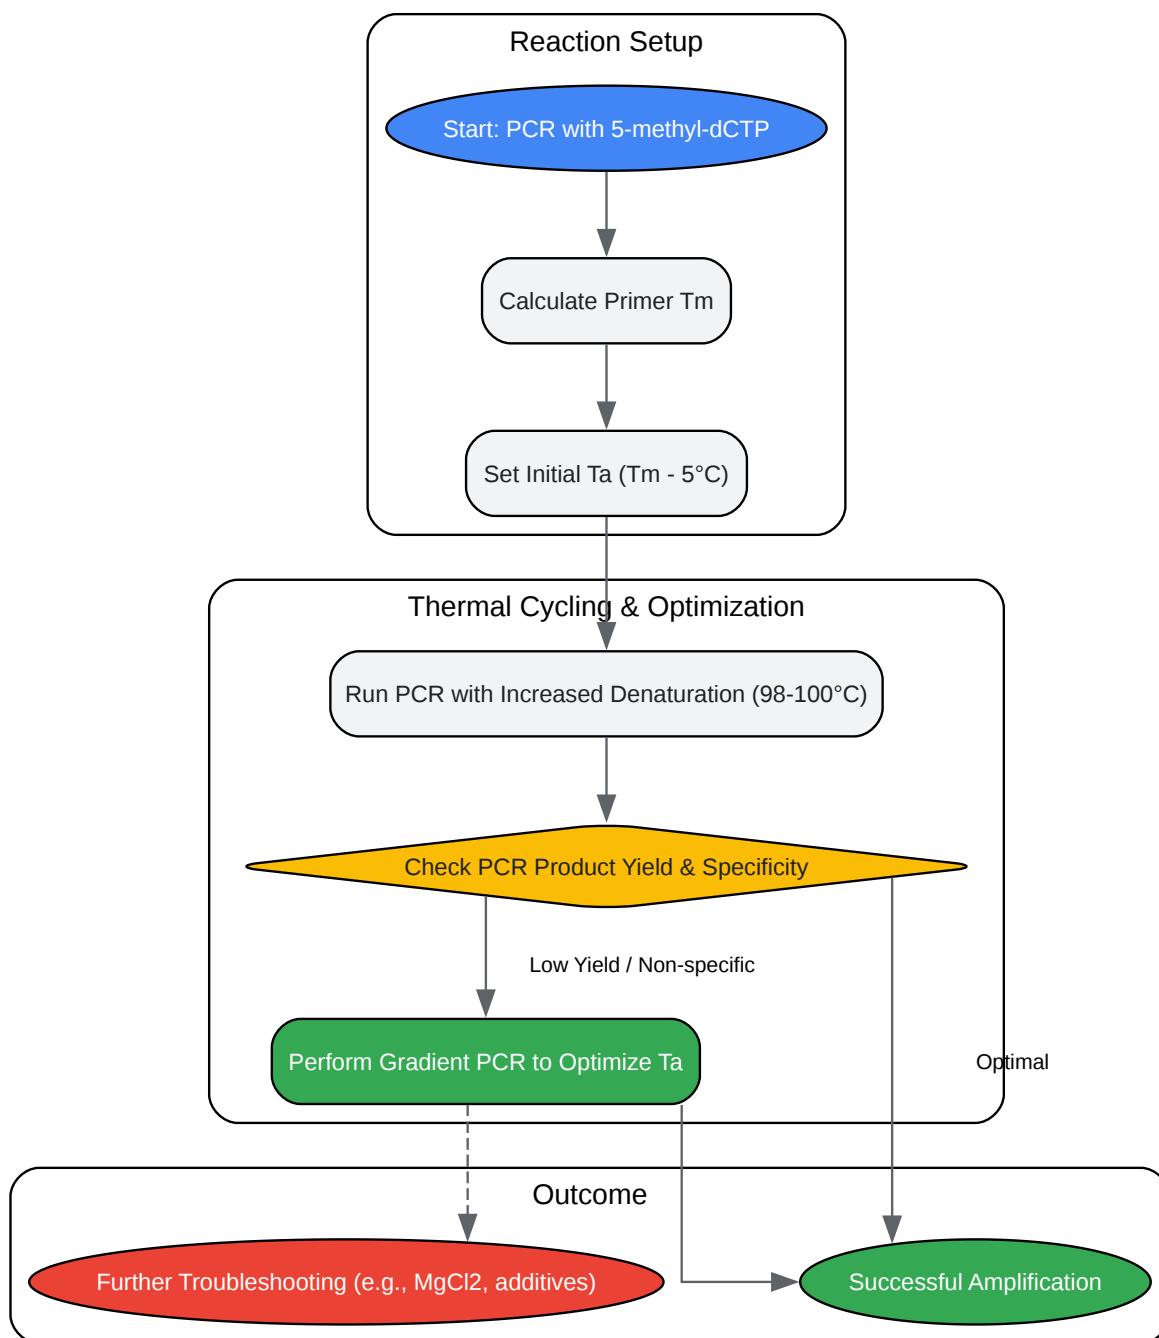 Reaction Setup
Start: PCR with 5-methyl-dCTP
Calculate Primer Tm
Set Initial Ta (Tm - 5°C)
Thermal Cycling & Optimization
Run PCR with Increased Denaturation (98-100°C)
Check PCR Product Yield & Specificity
Low Yield / Non-specific
Perform Gradient PCR to Optimize Ta
Optimal
Outcome
Further Troubleshooting (e.g., MgCl2, additives)
Successful Amplification